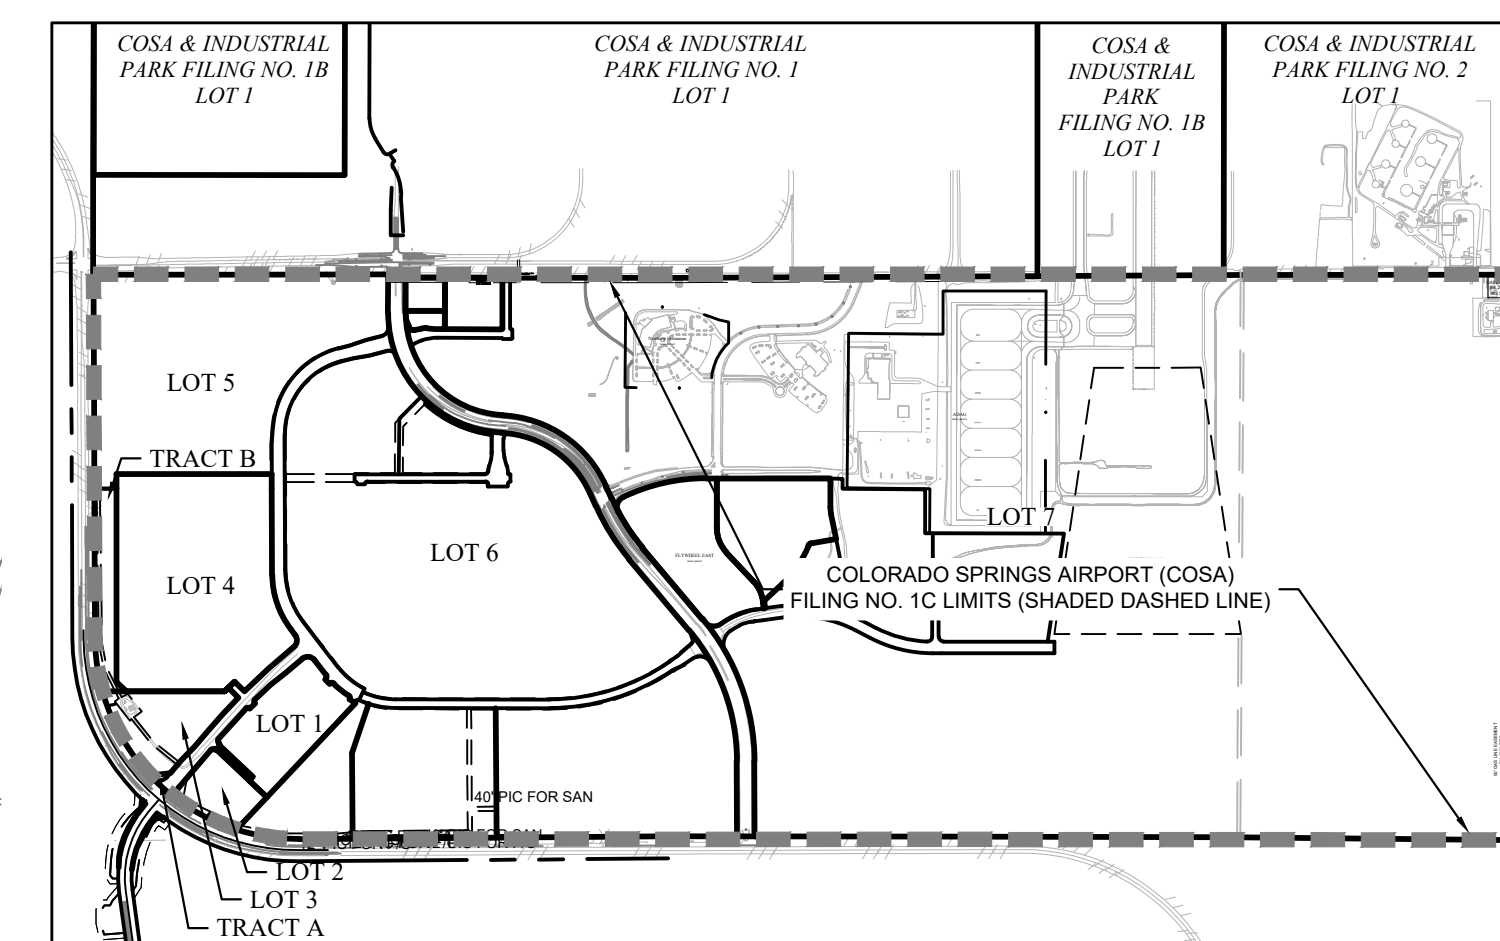 COSA & INDUSTRIAL
PARK FILING NO. 1B
LOT 1
COSA & INDUSTRIAL
PARK FILING NO. 1
LOT 1
COSA &
INDUSTRIAL
PARK
FILING NO. 1B
LOT 1
COSA & INDUSTRIAL
PARK FILING NO. 2
LOT 1
LOT 5
TRACT B
LOT 7
LOT 6
FLYWHEEL EAST
LOT 4
COLORADO SPRINGS AIRPORT (COSA)
FILING NO. 1C LIMITS (SHADED DASHED LINE)
LOT 1
40' PIC FOR SAN
LOT 2
LOT 3
TRACT A